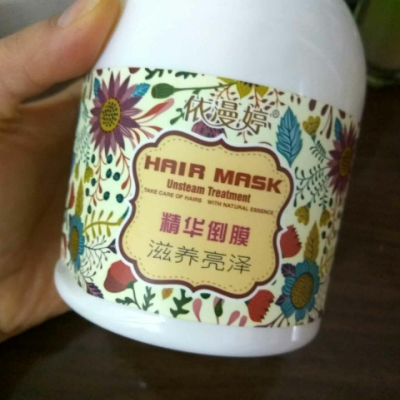 依漫婷®
HAIR MASK
Unsteam Treatment
TAKE CARE OF HAIRS WITH NATURAL ESSENCE
精华倒膜
滋养亮泽